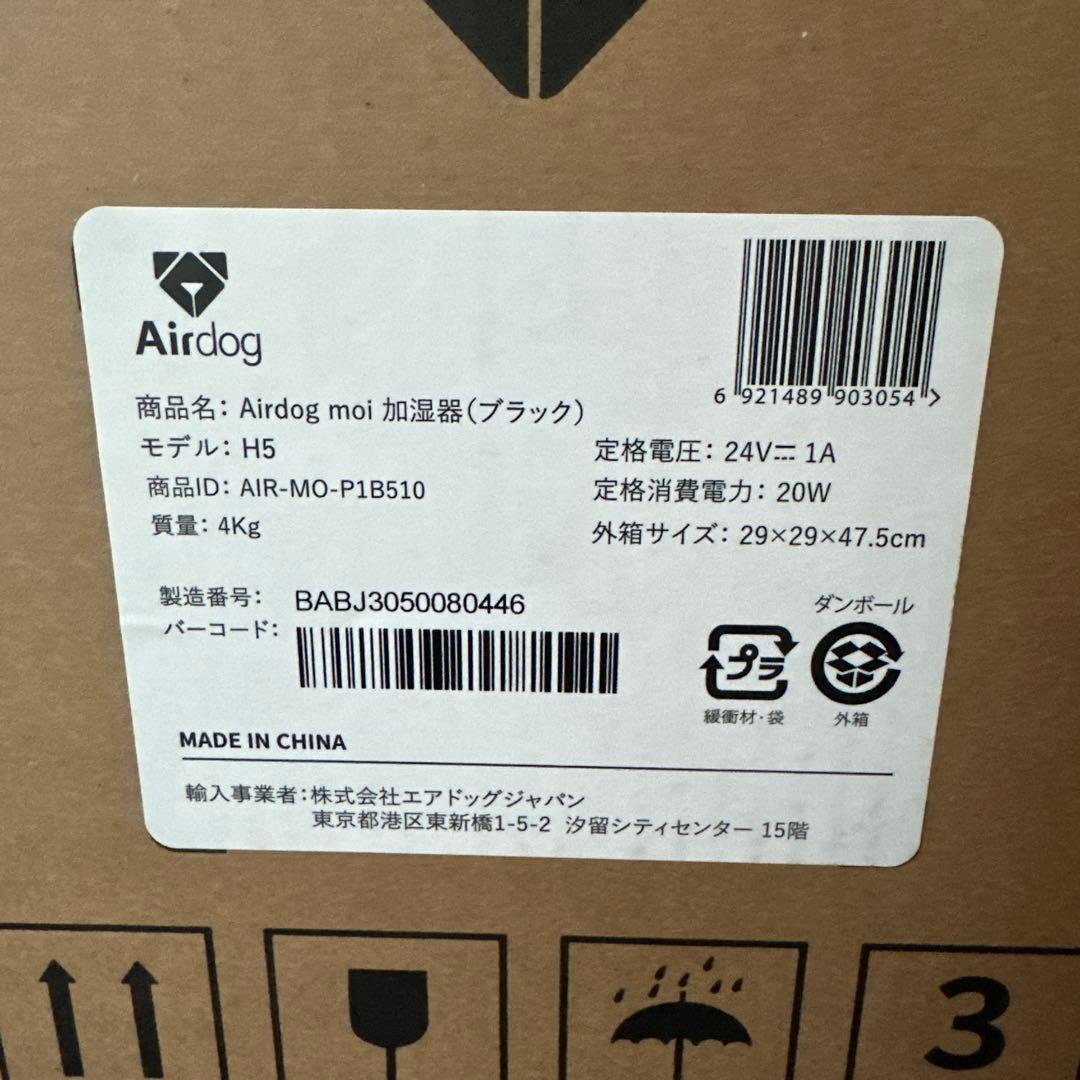 Airdog
6 921489 903054 >
商品名: Airdog moi 加湿器(ブラック)
モデル: H5
商品ID: AIR-MO-P1B510
質量: 4Kg
定格電圧: 24V⎓ 1A
定格消費電力: 20W
外箱サイズ: 29×29×47.5cm
製造番号: BABJ3050080446
バーコード:
ダンボール
プラ
緩衝材・袋
外箱
MADE IN CHINA
輸入事業者:株式会社エアドッグジャパン
東京都港区東新橋1-5-2 汐留シティセンター 15階
3